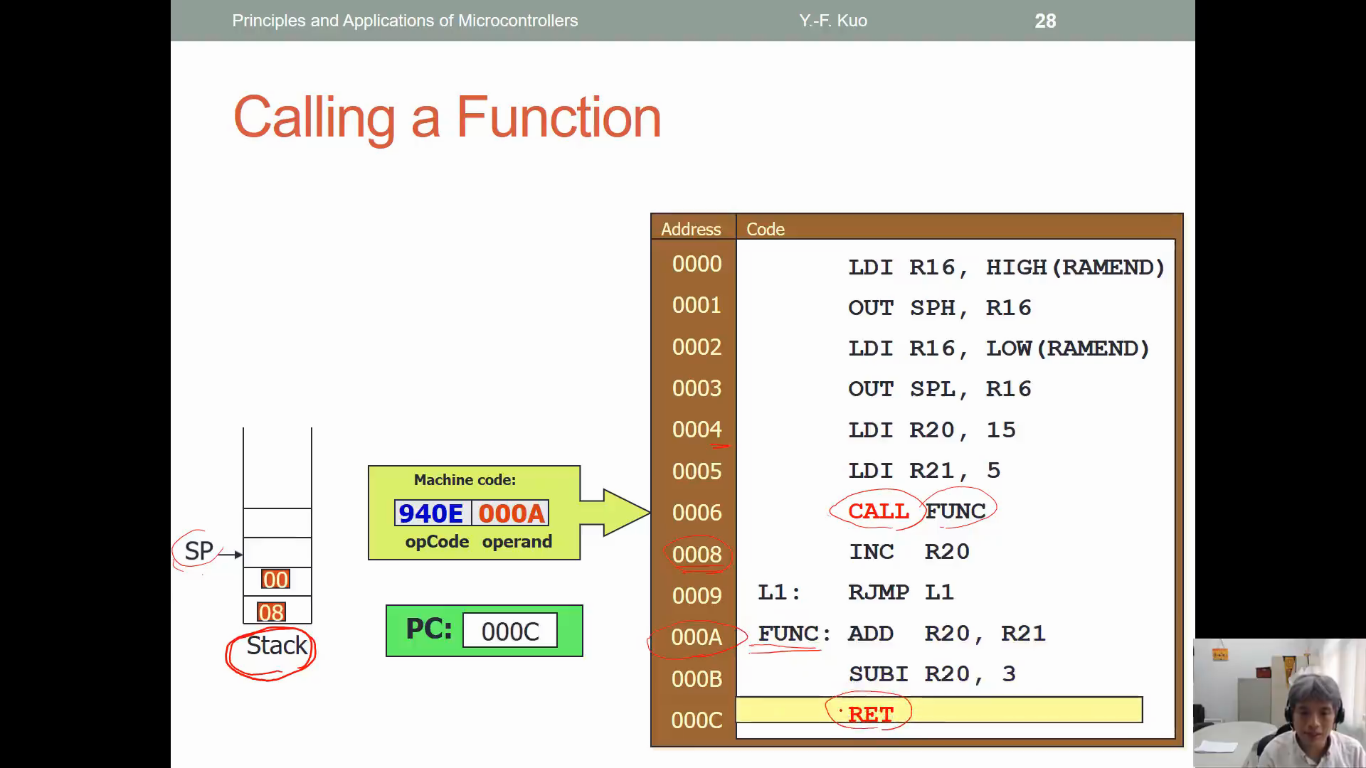 Principles and Applications of Microcontrollers Y.-F. Kuo 28
Calling a Function
Address Code
0000 LDI R16, HIGH(RAMEND)
0001 OUT SPH, R16
0002 LDI R16, LOW(RAMEND)
0003 OUT SPL, R16
0004 LDI R20, 15
0005 LDI R21, 5
0006 CALL FUNC
0008 INC R20
0009 L1: RJMP L1
000A FUNC: ADD R20, R21
000B SUBI R20, 3
000C RET
Machine code:
940E 000A
opCode operand
PC: 000C
SP
00
08
Stack